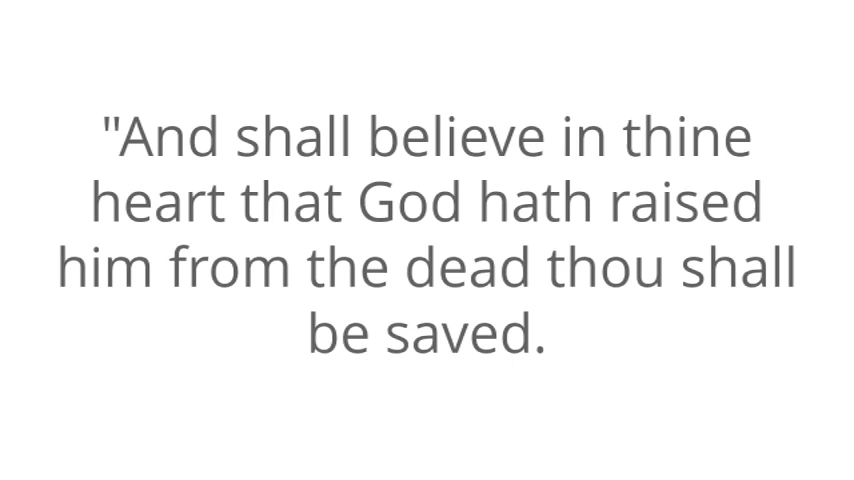 "And shall believe in thine
heart that God hath raised
him from the dead thou shall
be saved.